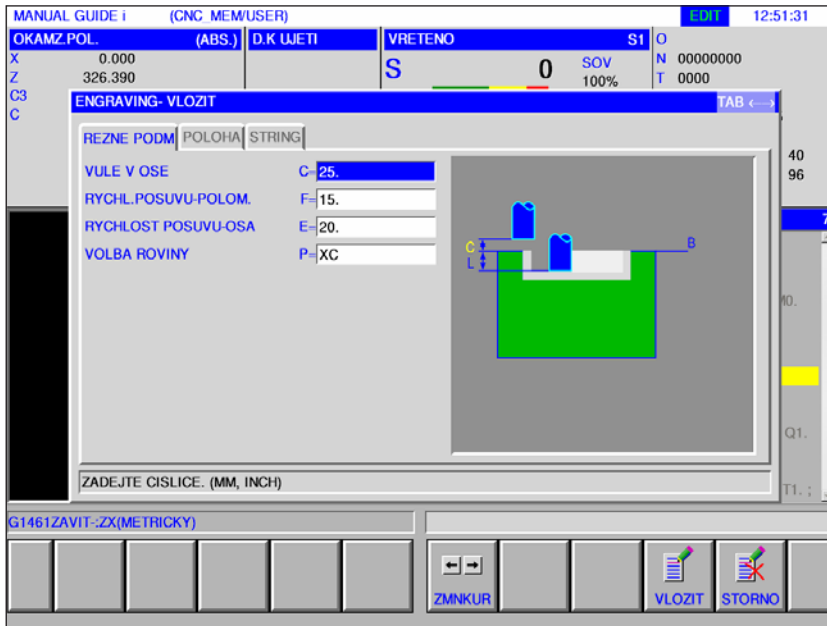 MANUAL GUIDE i (CNC_MEM/USER) EDIT 12:51:31
OKAMZ.POL. (ABS.) D.K UJETI VRETENO S1 O
X 0.000 S 0 SOV 100% N 00000000
Z 326.390 T 0000
C3
C
ENGRAVING- VLOZIT TAB ←→
REZNE PODM POLOHA STRING
VULE V OSE C=25.
RYCHL.POSUVU-POLOM. F=15.
RYCHLOST POSUVU-OSA E=20.
VOLBA ROVINY P=XC
C
L
B
40
96
7
M0.
Q1.
T1. ;
ZADEJTE CISLICE. (MM, INCH)
G1461ZAVIT-:ZX(METRICKY)
ZMNKUR VLOZIT STORNO